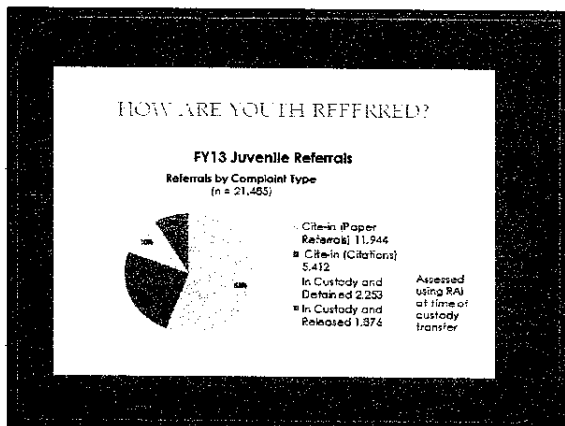 HOW ARE YOUTH REFERRED?
FY13 Juvenile Referrals
Referrals by Complaint Type
(n = 21,485)
Cite-in (Paper
Referrals) 11,944
Cite-in (Citations)
5,412
In Custody and
Detained 2,253
In Custody and
Released 1,876
Assessed
using RAI
at time of
custody
transfer